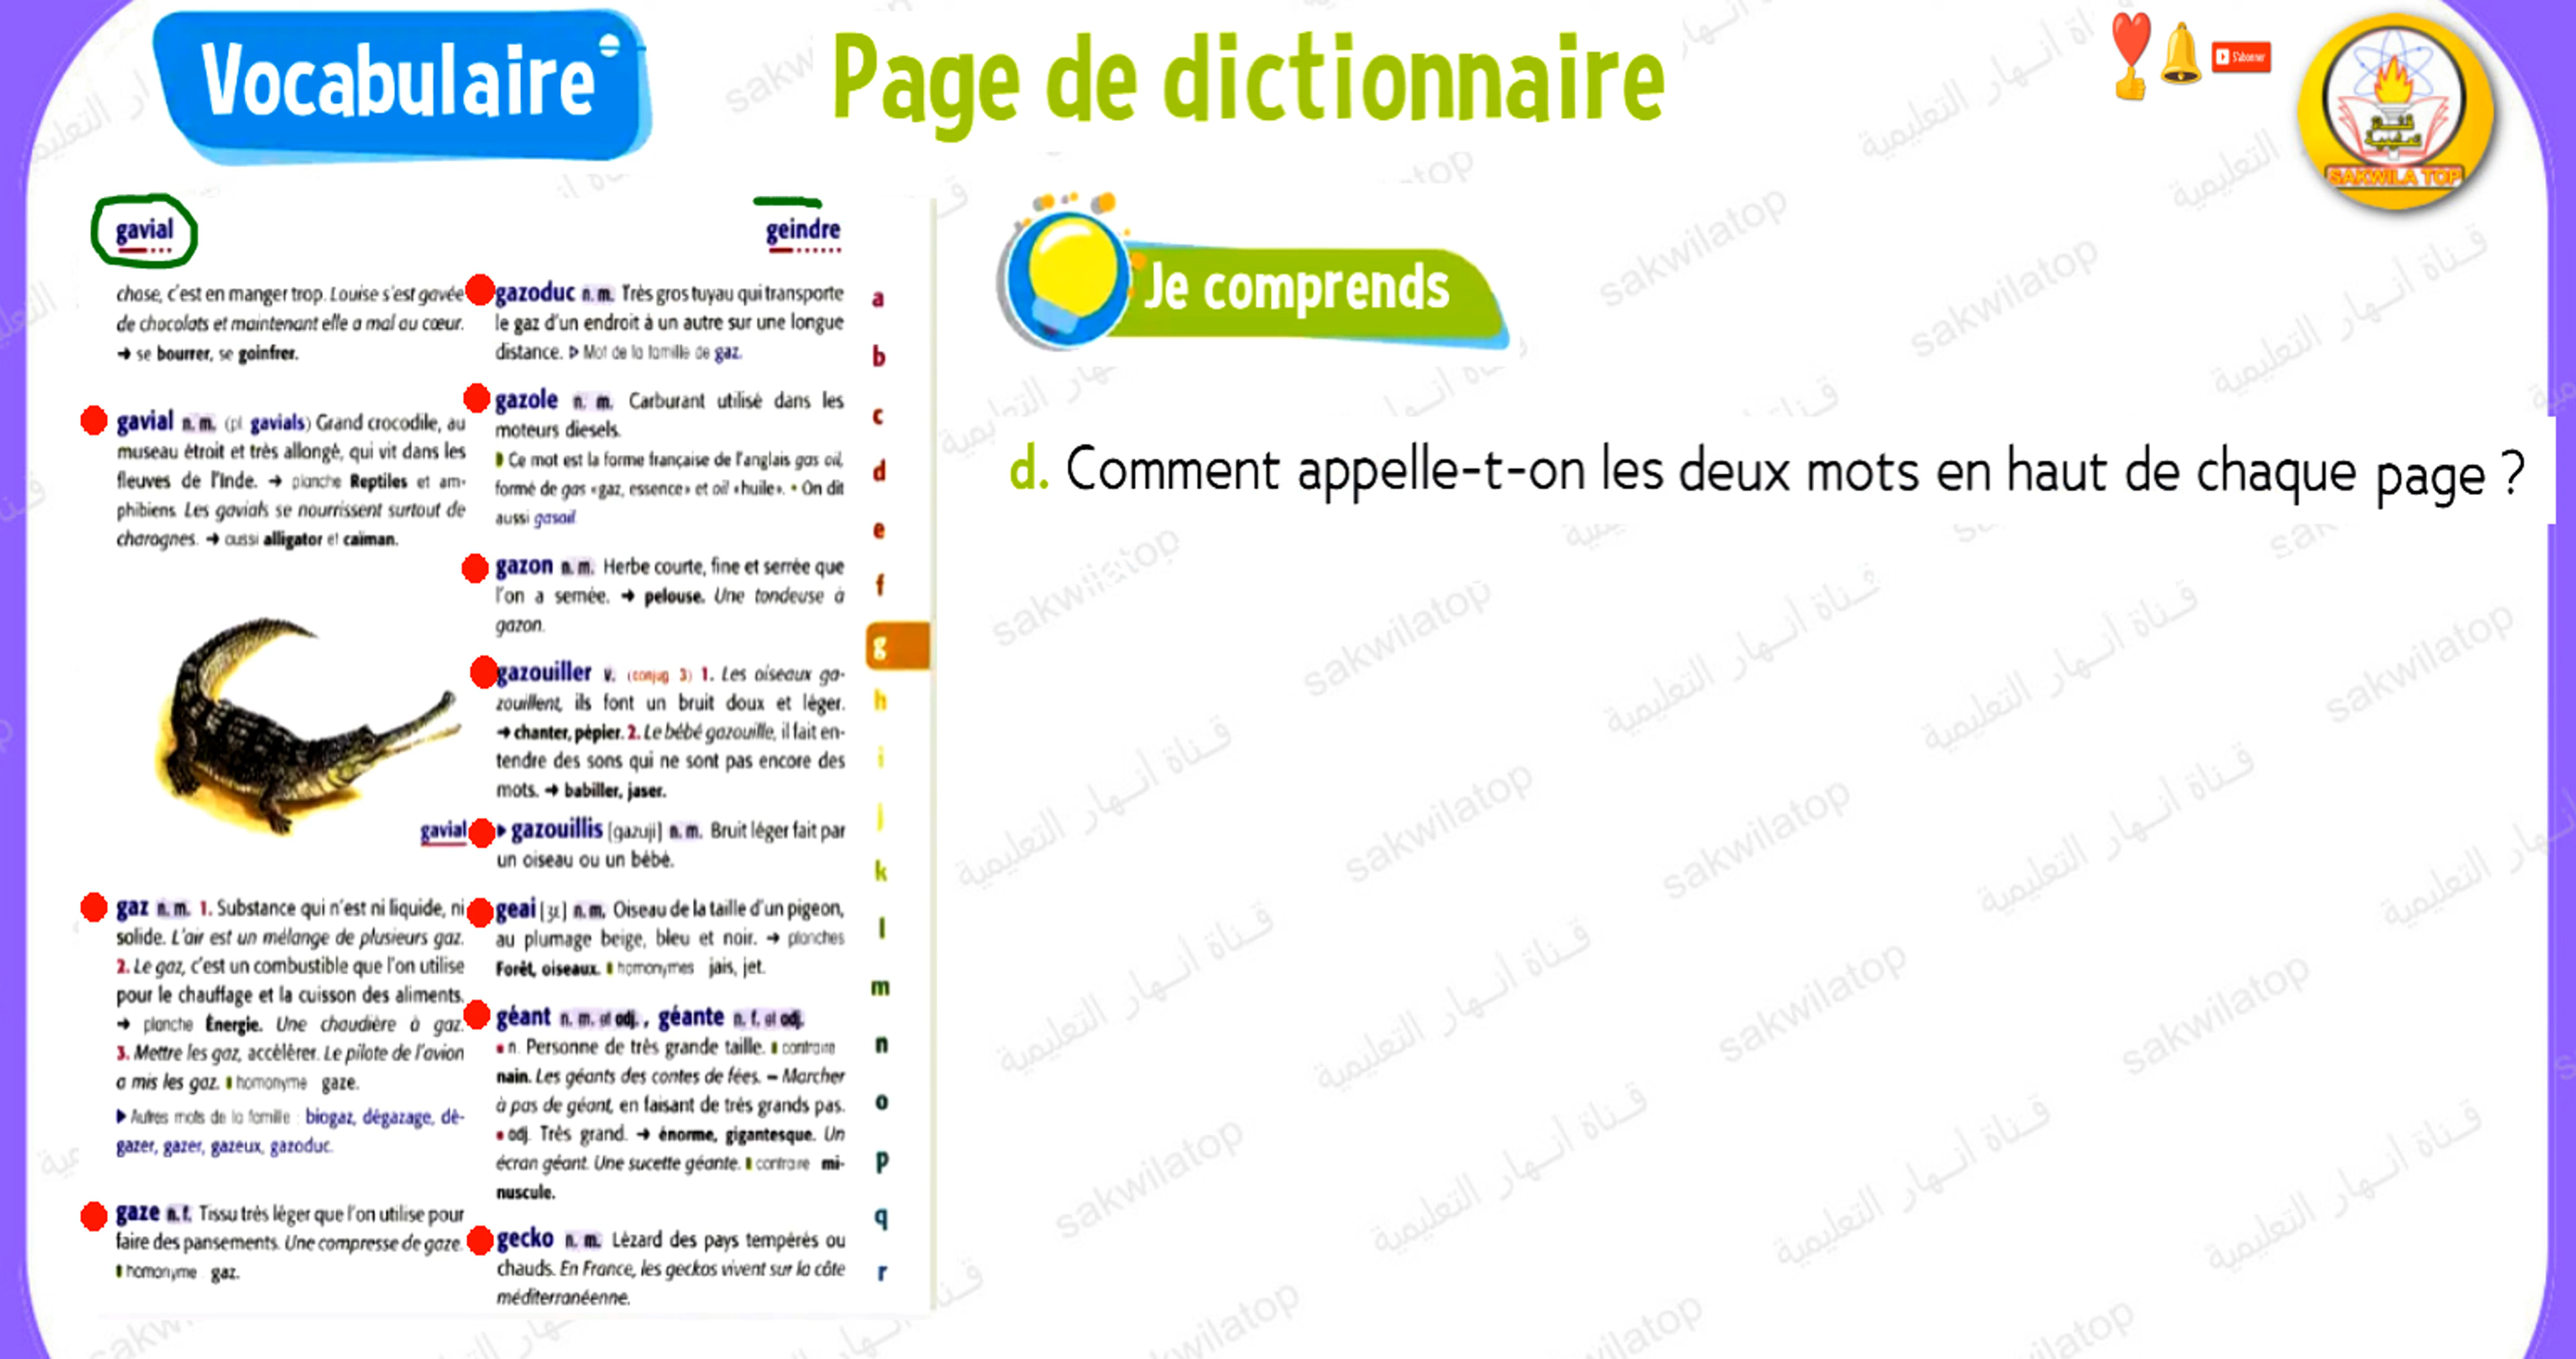 Vocabulaire
Page de dictionnaire
S'abonner
SAKWILA TOP
gavial
geindre
chose, c'est en manger trop. Louise s'est gavée
de chocolats et maintenant elle a mal au cœur.
➜ se bourrer, se goinfrer.
gavial n. m. (pl. gavials) Grand crocodile, au
museau étroit et très allongé, qui vit dans les
fleuves de l'Inde. ➜ planche Reptiles et am-
phibiens. Les gavials se nourrissent surtout de
charognes. ➜ aussi alligator et caïman.
gavial
gaz n. m. 1. Substance qui n'est ni liquide, ni
solide. L'air est un mélange de plusieurs gaz.
2. Le gaz, c'est un combustible que l'on utilise
pour le chauffage et la cuisson des aliments.
➜ planche Énergie. Une chaudière à gaz.
3. Mettre les gaz, accélérer. Le pilote de l'avion
a mis les gaz. homonyme gaze.
▶ Autres mots de la famille : biogaz, dégazage, dé-
gazer, gazer, gazeux, gazoduc.
gaze n. f. Tissu très léger que l'on utilise pour
faire des pansements. Une compresse de gaze.
homonyme gaz.
gazoduc n. m. Très gros tuyau qui transporte
le gaz d'un endroit à un autre sur une longue
distance. ▷ Mot de la famille de gaz.
gazole n. m. Carburant utilisé dans les
moteurs diesels.
Ce mot est la forme française de l'anglais gas oil,
formé de gas «gaz, essence» et oil «huile». • On dit
aussi gasoil.
gazon n. m. Herbe courte, fine et serrée que
l'on a semée. ➜ pelouse. Une tondeuse à
gazon.
gazouiller v. (conjug 3) 1. Les oiseaux ga-
zouillent, ils font un bruit doux et léger.
➜ chanter, pépier. 2. Le bébé gazouille, il fait en-
tendre des sons qui ne sont pas encore des
mots. ➜ babiller, jaser.
▶ gazouillis [gazuji] n. m. Bruit léger fait par
un oiseau ou un bébé.
geai [ʒɛ] n. m. Oiseau de la taille d'un pigeon,
au plumage beige, bleu et noir. ➜ planches
Forêt, oiseaux. homonymes jais, jet.
géant n. m. et adj., géante n. f. et adj.
n. Personne de très grande taille. contraire
nain. Les géants des contes de fées. – Marcher
à pas de géant, en faisant de très grands pas.
adj. Très grand. ➜ énorme, gigantesque. Un
écran géant. Une sucette géante. contraire mi-
nuscule.
gecko n. m. Lézard des pays tempérés ou
chauds. En France, les geckos vivent sur la côte
méditerranéenne.
a
b
c
d
e
f
g
h
i
j
k
l
m
n
o
p
q
r
Je comprends
d. Comment appelle-t-on les deux mots en haut de chaque page ?
sakwilatop
قناة أنهار التعليمية